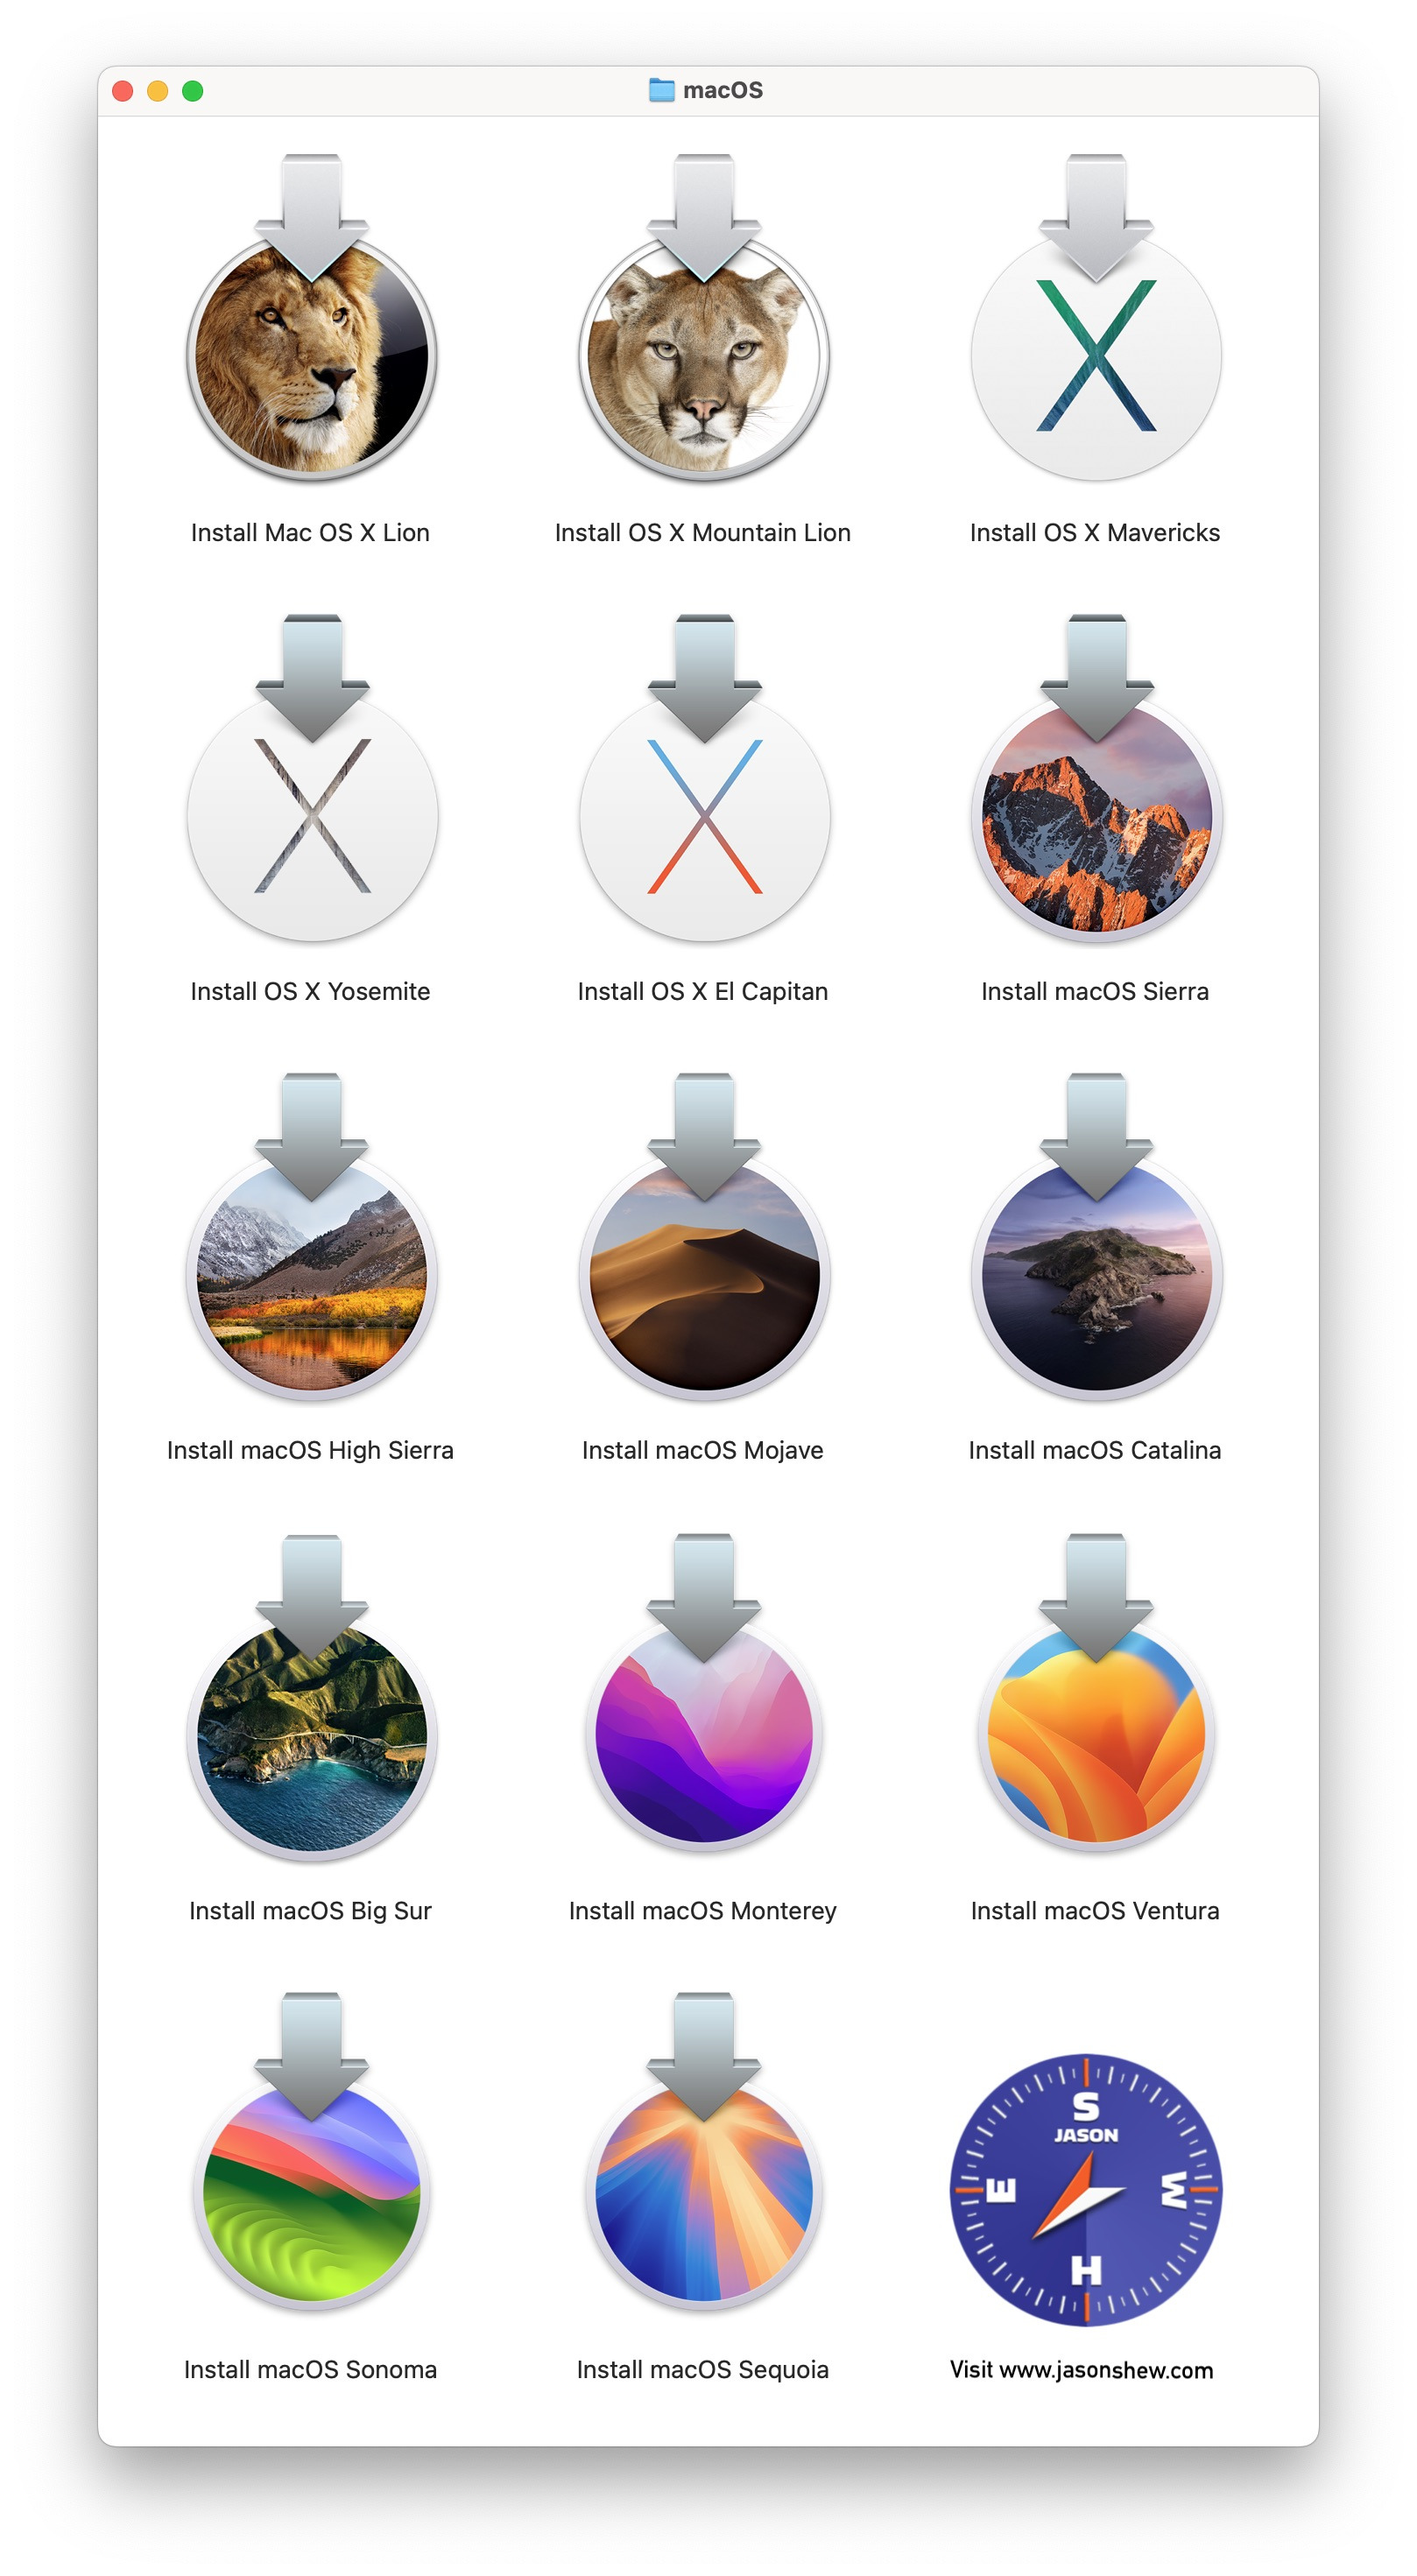 macOS
Install Mac OS X Lion
Install OS X Mountain Lion
Install OS X Mavericks
Install OS X Yosemite
Install OS X El Capitan
Install macOS Sierra
Install macOS High Sierra
Install macOS Mojave
Install macOS Catalina
Install macOS Big Sur
Install macOS Monterey
Install macOS Ventura
S
JASON
E
W
H
Install macOS Sonoma
Install macOS Sequoia
Visit www.jasonshew.com